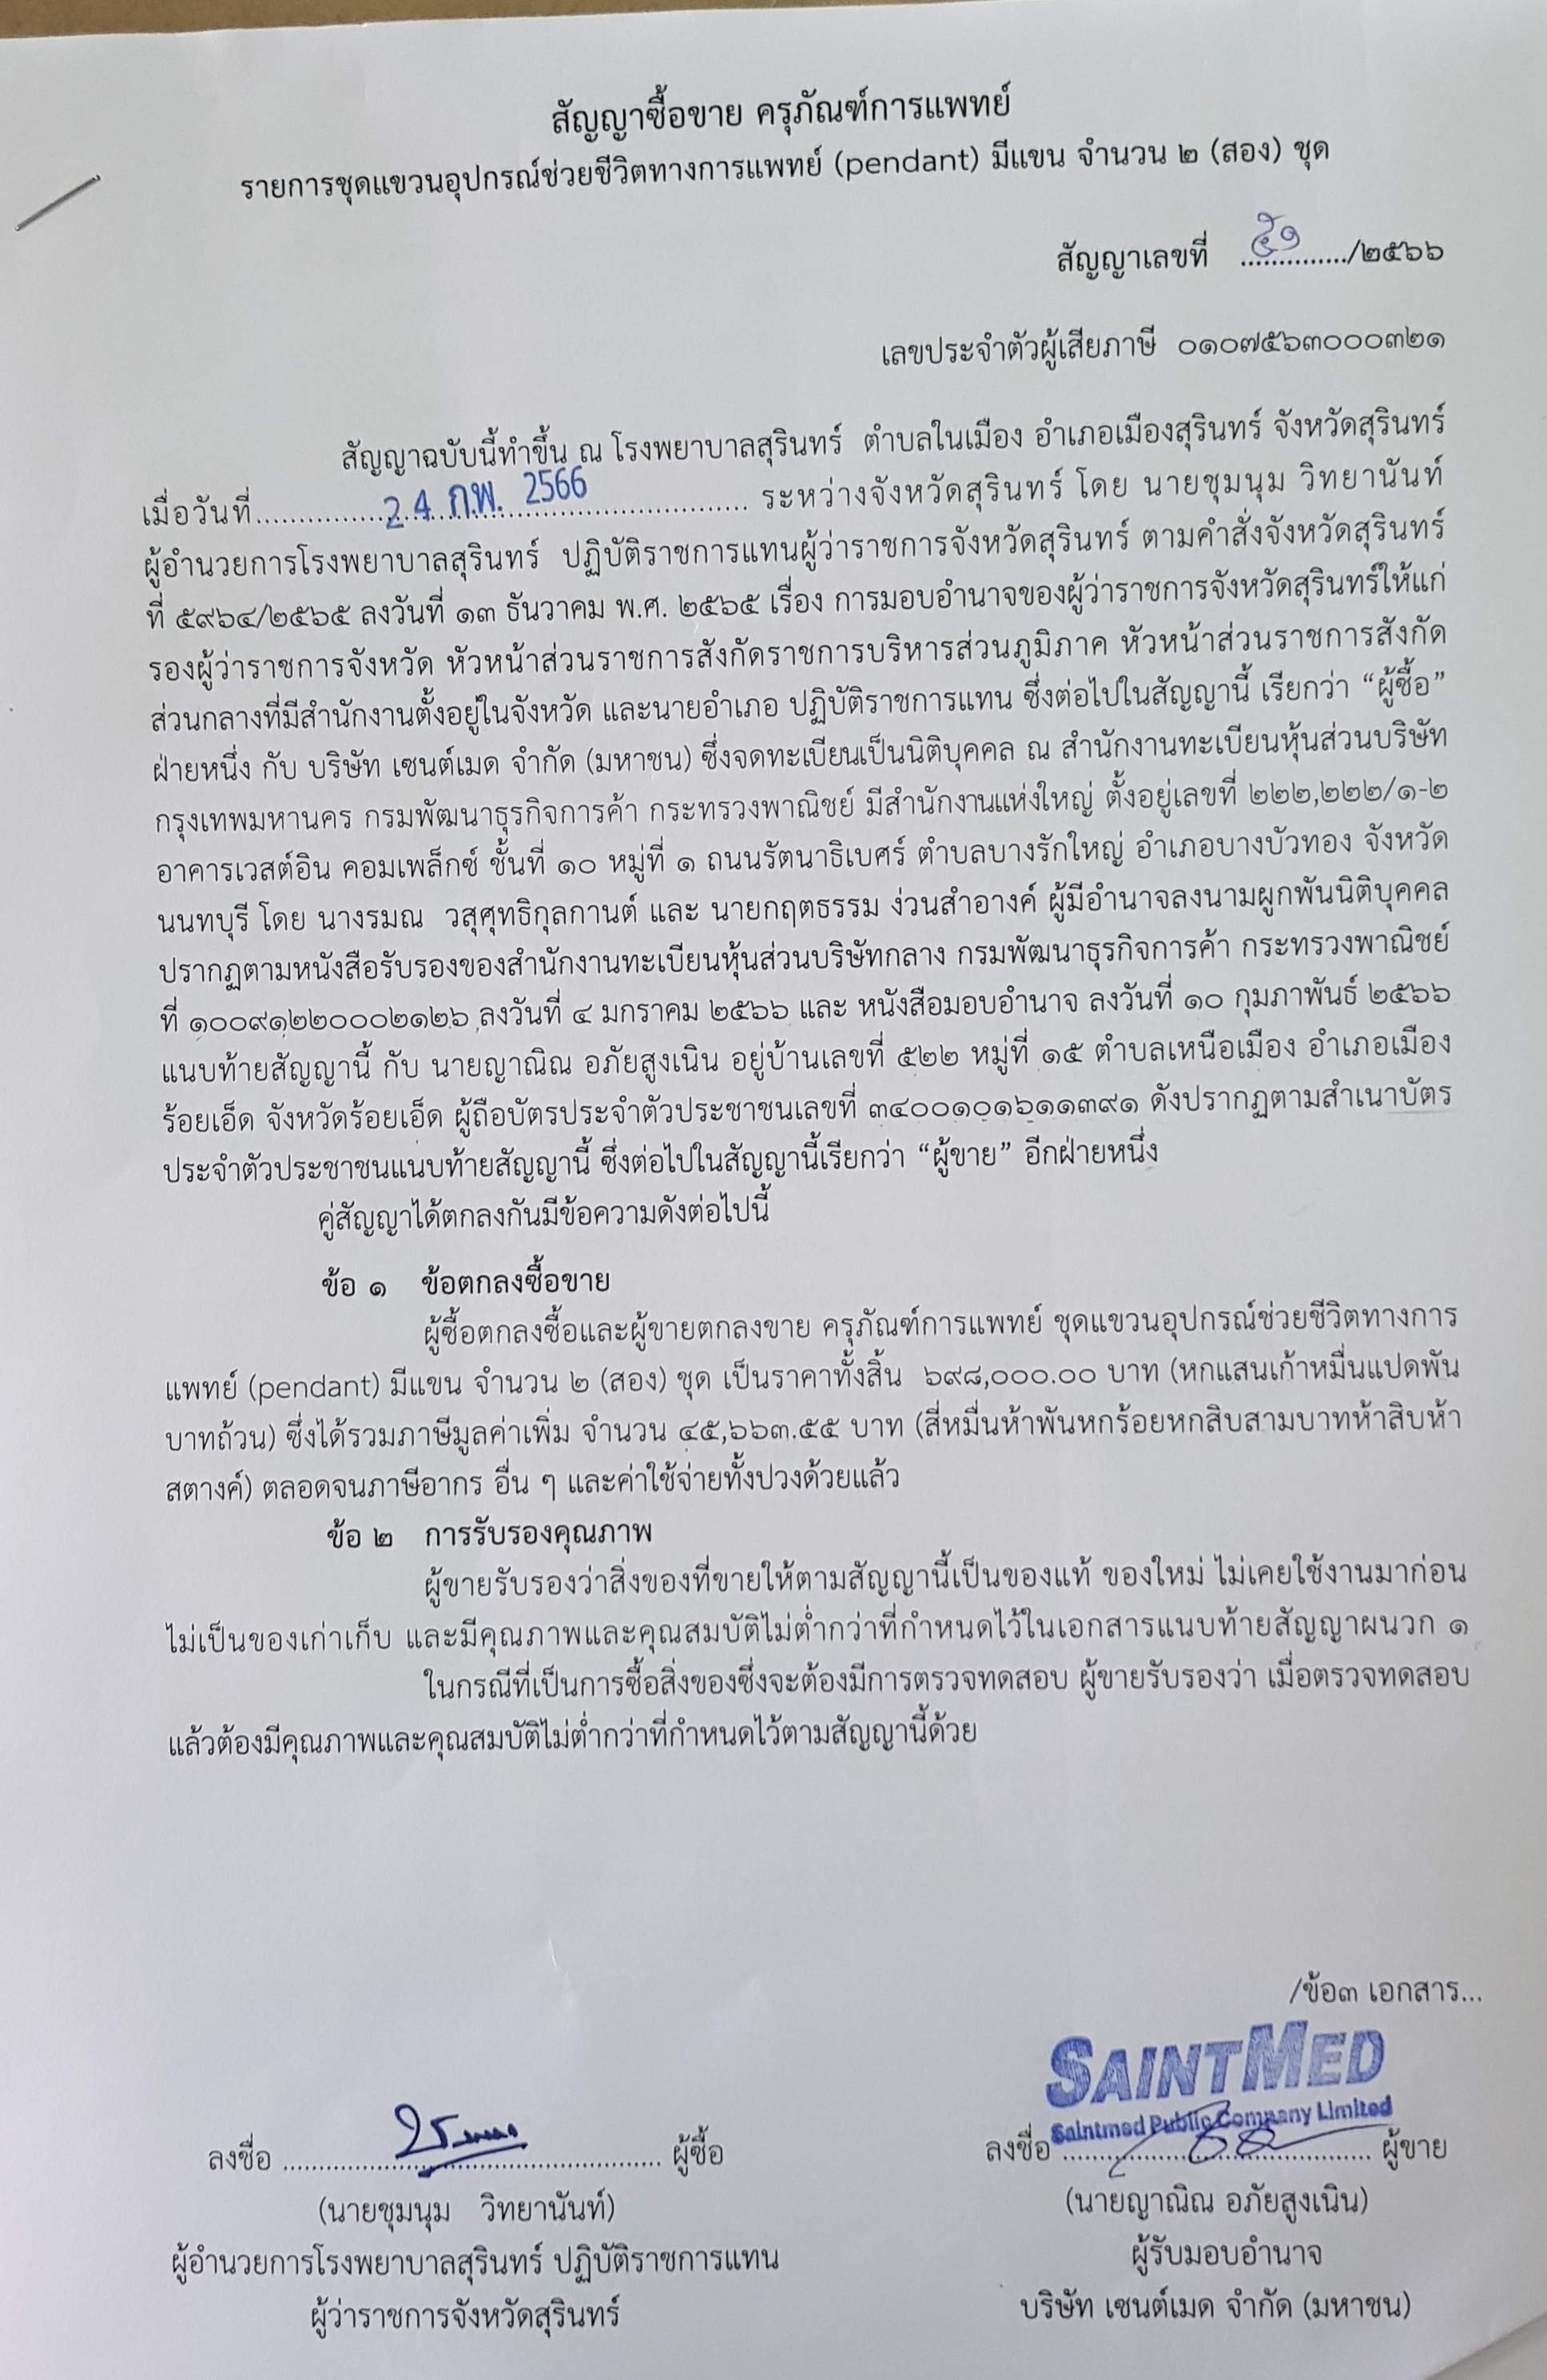 สัญญาซื้อขาย ครุภัณฑ์การแพทย์
รายการชุดแขวนอุปกรณ์ช่วยชีวิตทางการแพทย์ (pendant) มีแขน จำนวน ๒ (สอง) ชุด
สัญญาเลขที่ ๕๑/๒๕๖๖
เลขประจำตัวผู้เสียภาษี ๐๑๐๗๕๖๓๐๐๐๓๒๑
สัญญาฉบับนี้ทำขึ้น ณ โรงพยาบาลสุรินทร์ ตำบลในเมือง อำเภอเมืองสุรินทร์ จังหวัดสุรินทร์
เมื่อวันที่ 24 ก.พ. 2566 ระหว่างจังหวัดสุรินทร์ โดย นายชุมนุม วิทยานันท์
ผู้อำนวยการโรงพยาบาลสุรินทร์ ปฏิบัติราชการแทนผู้ว่าราชการจังหวัดสุรินทร์ ตามคำสั่งจังหวัดสุรินทร์
ที่ ๕๙๖๔/๒๕๖๕ ลงวันที่ ๑๓ ธันวาคม พ.ศ. ๒๕๖๕ เรื่อง การมอบอำนาจของผู้ว่าราชการจังหวัดสุรินทร์ให้แก่
รองผู้ว่าราชการจังหวัด หัวหน้าส่วนราชการสังกัดราชการบริหารส่วนภูมิภาค หัวหน้าส่วนราชการสังกัด
ส่วนกลางที่มีสำนักงานตั้งอยู่ในจังหวัด และนายอำเภอ ปฏิบัติราชการแทน ซึ่งต่อไปในสัญญานี้ เรียกว่า “ผู้ซื้อ”
ฝ่ายหนึ่ง กับ บริษัท เซนต์เมด จำกัด (มหาชน) ซึ่งจดทะเบียนเป็นนิติบุคคล ณ สำนักงานทะเบียนหุ้นส่วนบริษัท
กรุงเทพมหานคร กรมพัฒนาธุรกิจการค้า กระทรวงพาณิชย์ มีสำนักงานแห่งใหญ่ ตั้งอยู่เลขที่ ๒๒๒,๒๒๒/๑-๒
อาคารเวสต์อิน คอมเพล็กซ์ ชั้นที่ ๑๐ หมู่ที่ ๑ ถนนรัตนาธิเบศร์ ตำบลบางรักใหญ่ อำเภอบางบัวทอง จังหวัด
นนทบุรี โดย นางรมณ วสุศุทธิกุลกานต์ และ นายกฤตธรรม ง่วนสำอางค์ ผู้มีอำนาจลงนามผูกพันนิติบุคคล
ปรากฏตามหนังสือรับรองของสำนักงานทะเบียนหุ้นส่วนบริษัทกลาง กรมพัฒนาธุรกิจการค้า กระทรวงพาณิชย์
ที่ ๑๐๐๙๑๒๒๐๐๐๒๑๒๖ ลงวันที่ ๔ มกราคม ๒๕๖๖ และ หนังสือมอบอำนาจ ลงวันที่ ๑๐ กุมภาพันธ์ ๒๕๖๖
แนบท้ายสัญญานี้ กับ นายญาณิณ อภัยสูงเนิน อยู่บ้านเลขที่ ๕๒๒ หมู่ที่ ๑๕ ตำบลเหนือเมือง อำเภอเมือง
ร้อยเอ็ด จังหวัดร้อยเอ็ด ผู้ถือบัตรประจำตัวประชาชนเลขที่ ๓๔๐๐๑๐๑๖๑๑๓๙๑ ดังปรากฏตามสำเนาบัตร
ประจำตัวประชาชนแนบท้ายสัญญานี้ ซึ่งต่อไปในสัญญานี้เรียกว่า “ผู้ขาย” อีกฝ่ายหนึ่ง
คู่สัญญาได้ตกลงกันมีข้อความดังต่อไปนี้
ข้อ ๑ ข้อตกลงซื้อขาย
ผู้ซื้อตกลงซื้อและผู้ขายตกลงขาย ครุภัณฑ์การแพทย์ ชุดแขวนอุปกรณ์ช่วยชีวิตทางการ
แพทย์ (pendant) มีแขน จำนวน ๒ (สอง) ชุด เป็นราคาทั้งสิ้น ๖๙๘,๐๐๐.๐๐ บาท (หกแสนเก้าหมื่นแปดพัน
บาทถ้วน) ซึ่งได้รวมภาษีมูลค่าเพิ่ม จำนวน ๔๕,๖๖๓.๕๕ บาท (สี่หมื่นห้าพันหกร้อยหกสิบสามบาทห้าสิบห้า
สตางค์) ตลอดจนภาษีอากร อื่น ๆ และค่าใช้จ่ายทั้งปวงด้วยแล้ว
ข้อ ๒ การรับรองคุณภาพ
ผู้ขายรับรองว่าสิ่งของที่ขายให้ตามสัญญานี้เป็นของแท้ ของใหม่ ไม่เคยใช้งานมาก่อน
ไม่เป็นของเก่าเก็บ และมีคุณภาพและคุณสมบัติไม่ต่ำกว่าที่กำหนดไว้ในเอกสารแนบท้ายสัญญาผนวก ๑
ในกรณีที่เป็นการซื้อสิ่งของซึ่งจะต้องมีการตรวจทดสอบ ผู้ขายรับรองว่า เมื่อตรวจทดสอบ
แล้วต้องมีคุณภาพและคุณสมบัติไม่ต่ำกว่าที่กำหนดไว้ตามสัญญานี้ด้วย
/ข้อ๓ เอกสาร...
SAINTMED
Saintmed Public Company Limited
ลงชื่อ ........ ผู้ซื้อ
ลงชื่อ ........ ผู้ขาย
(นายชุมนุม วิทยานันท์)
(นายญาณิณ อภัยสูงเนิน)
ผู้อำนวยการโรงพยาบาลสุรินทร์ ปฏิบัติราชการแทน
ผู้รับมอบอำนาจ
ผู้ว่าราชการจังหวัดสุรินทร์
บริษัท เซนต์เมด จำกัด (มหาชน)